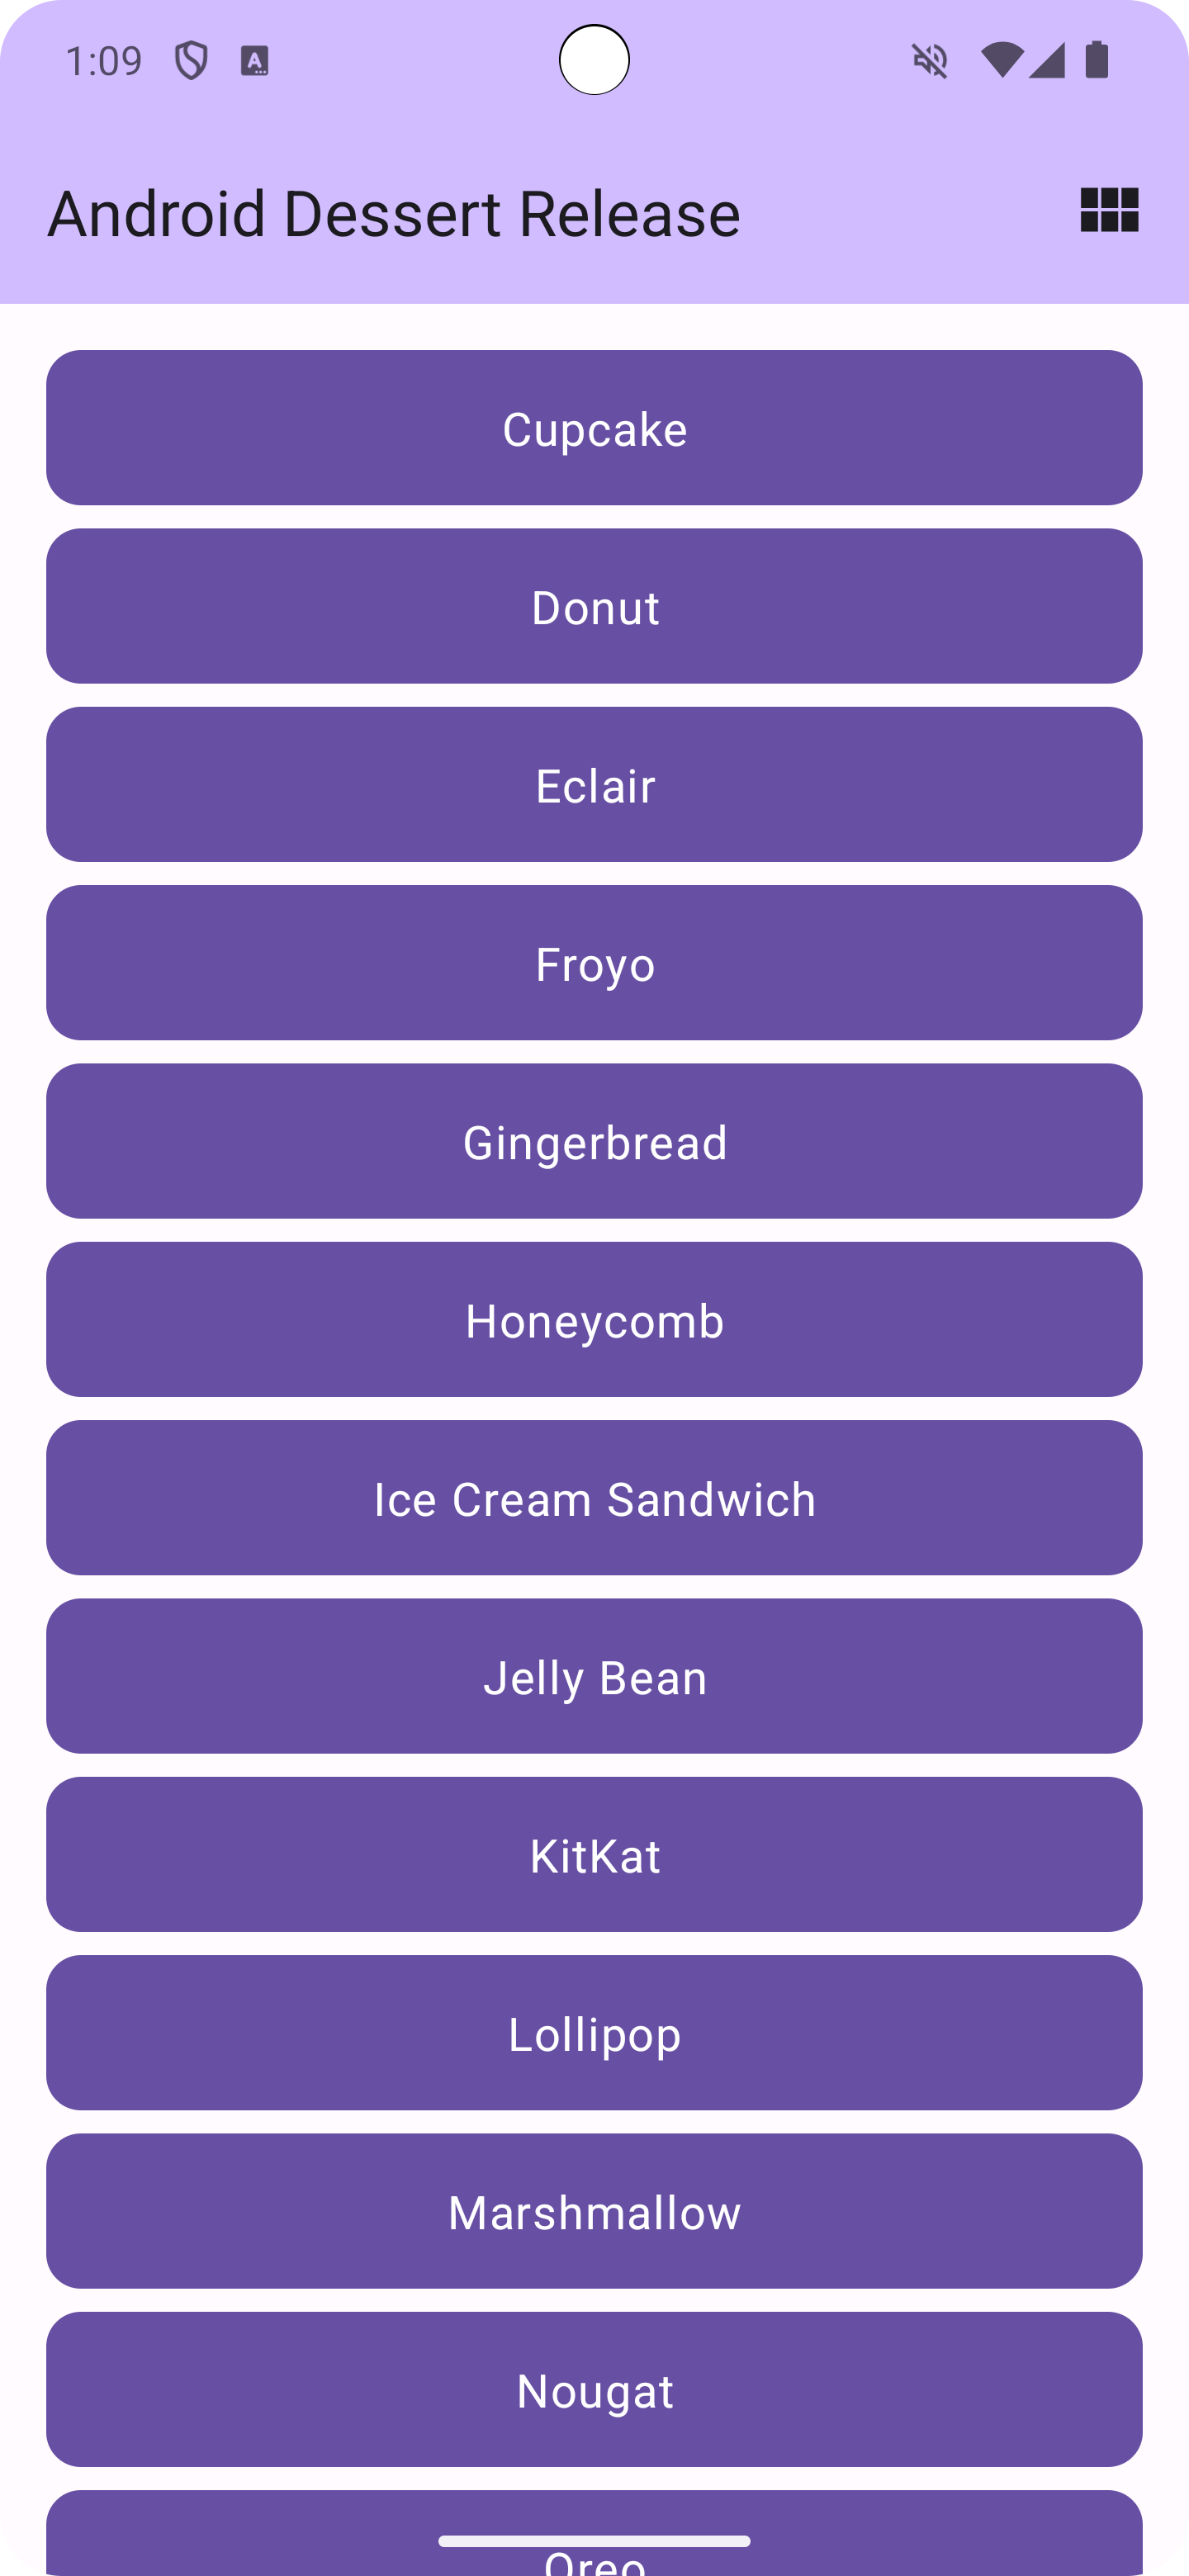 1:09
Android Dessert Release
Cupcake
Donut
Eclair
Froyo
Gingerbread
Honeycomb
Ice Cream Sandwich
Jelly Bean
KitKat
Lollipop
Marshmallow
Nougat
Oreo